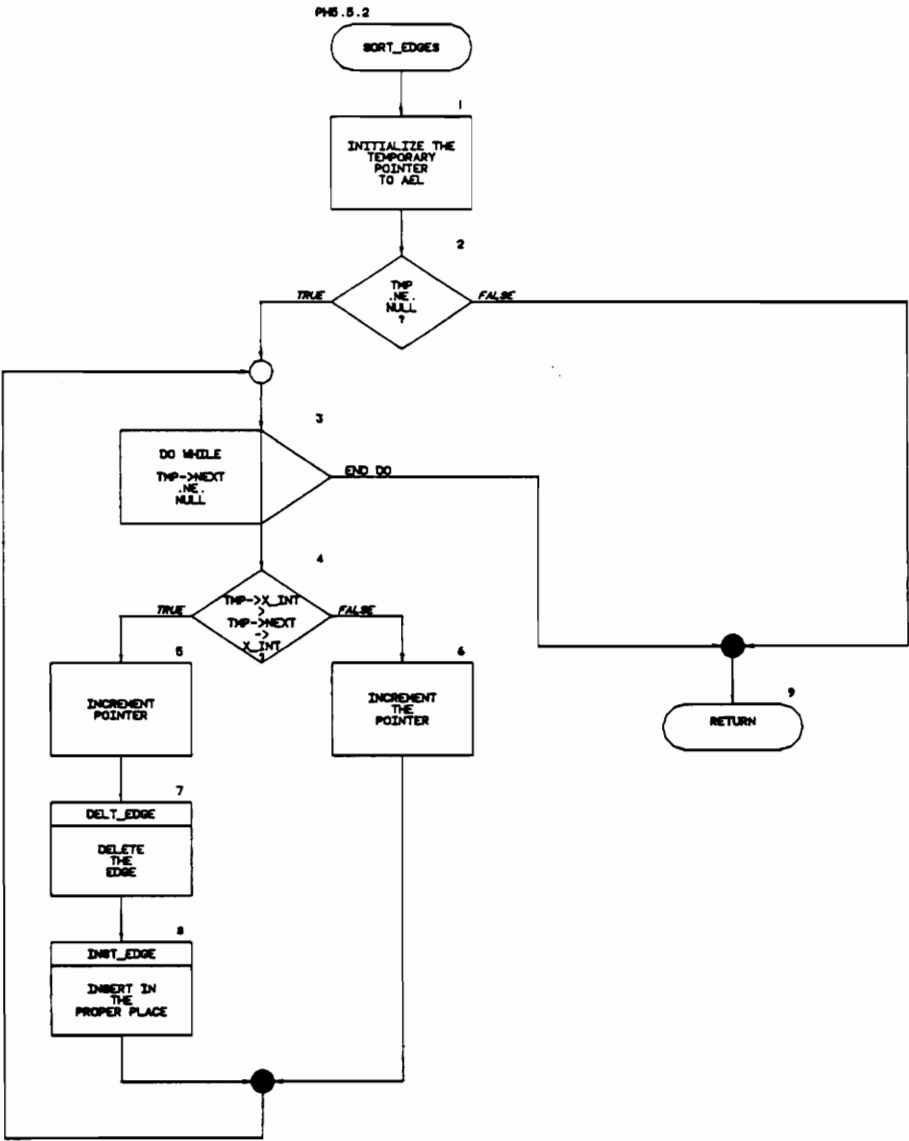 PH5.5.2
SORT_EDGES
1
INITIALIZE THE
TEMPORARY
POINTER
TO AEL
2
TMP
.NE.
NULL
?
TRUE
FALSE
3
DO WHILE
TMP->NEXT
.NE.
NULL
END DO
4
TMP->X_INT
>
TMP->NEXT
->
X_INT
?
TRUE
FALSE
5
INCREMENT
POINTER
6
INCREMENT
THE
POINTER
9
RETURN
7
DELT_EDGE
DELETE
THE
EDGE
8
INST_EDGE
INSERT IN
THE
PROPER PLACE